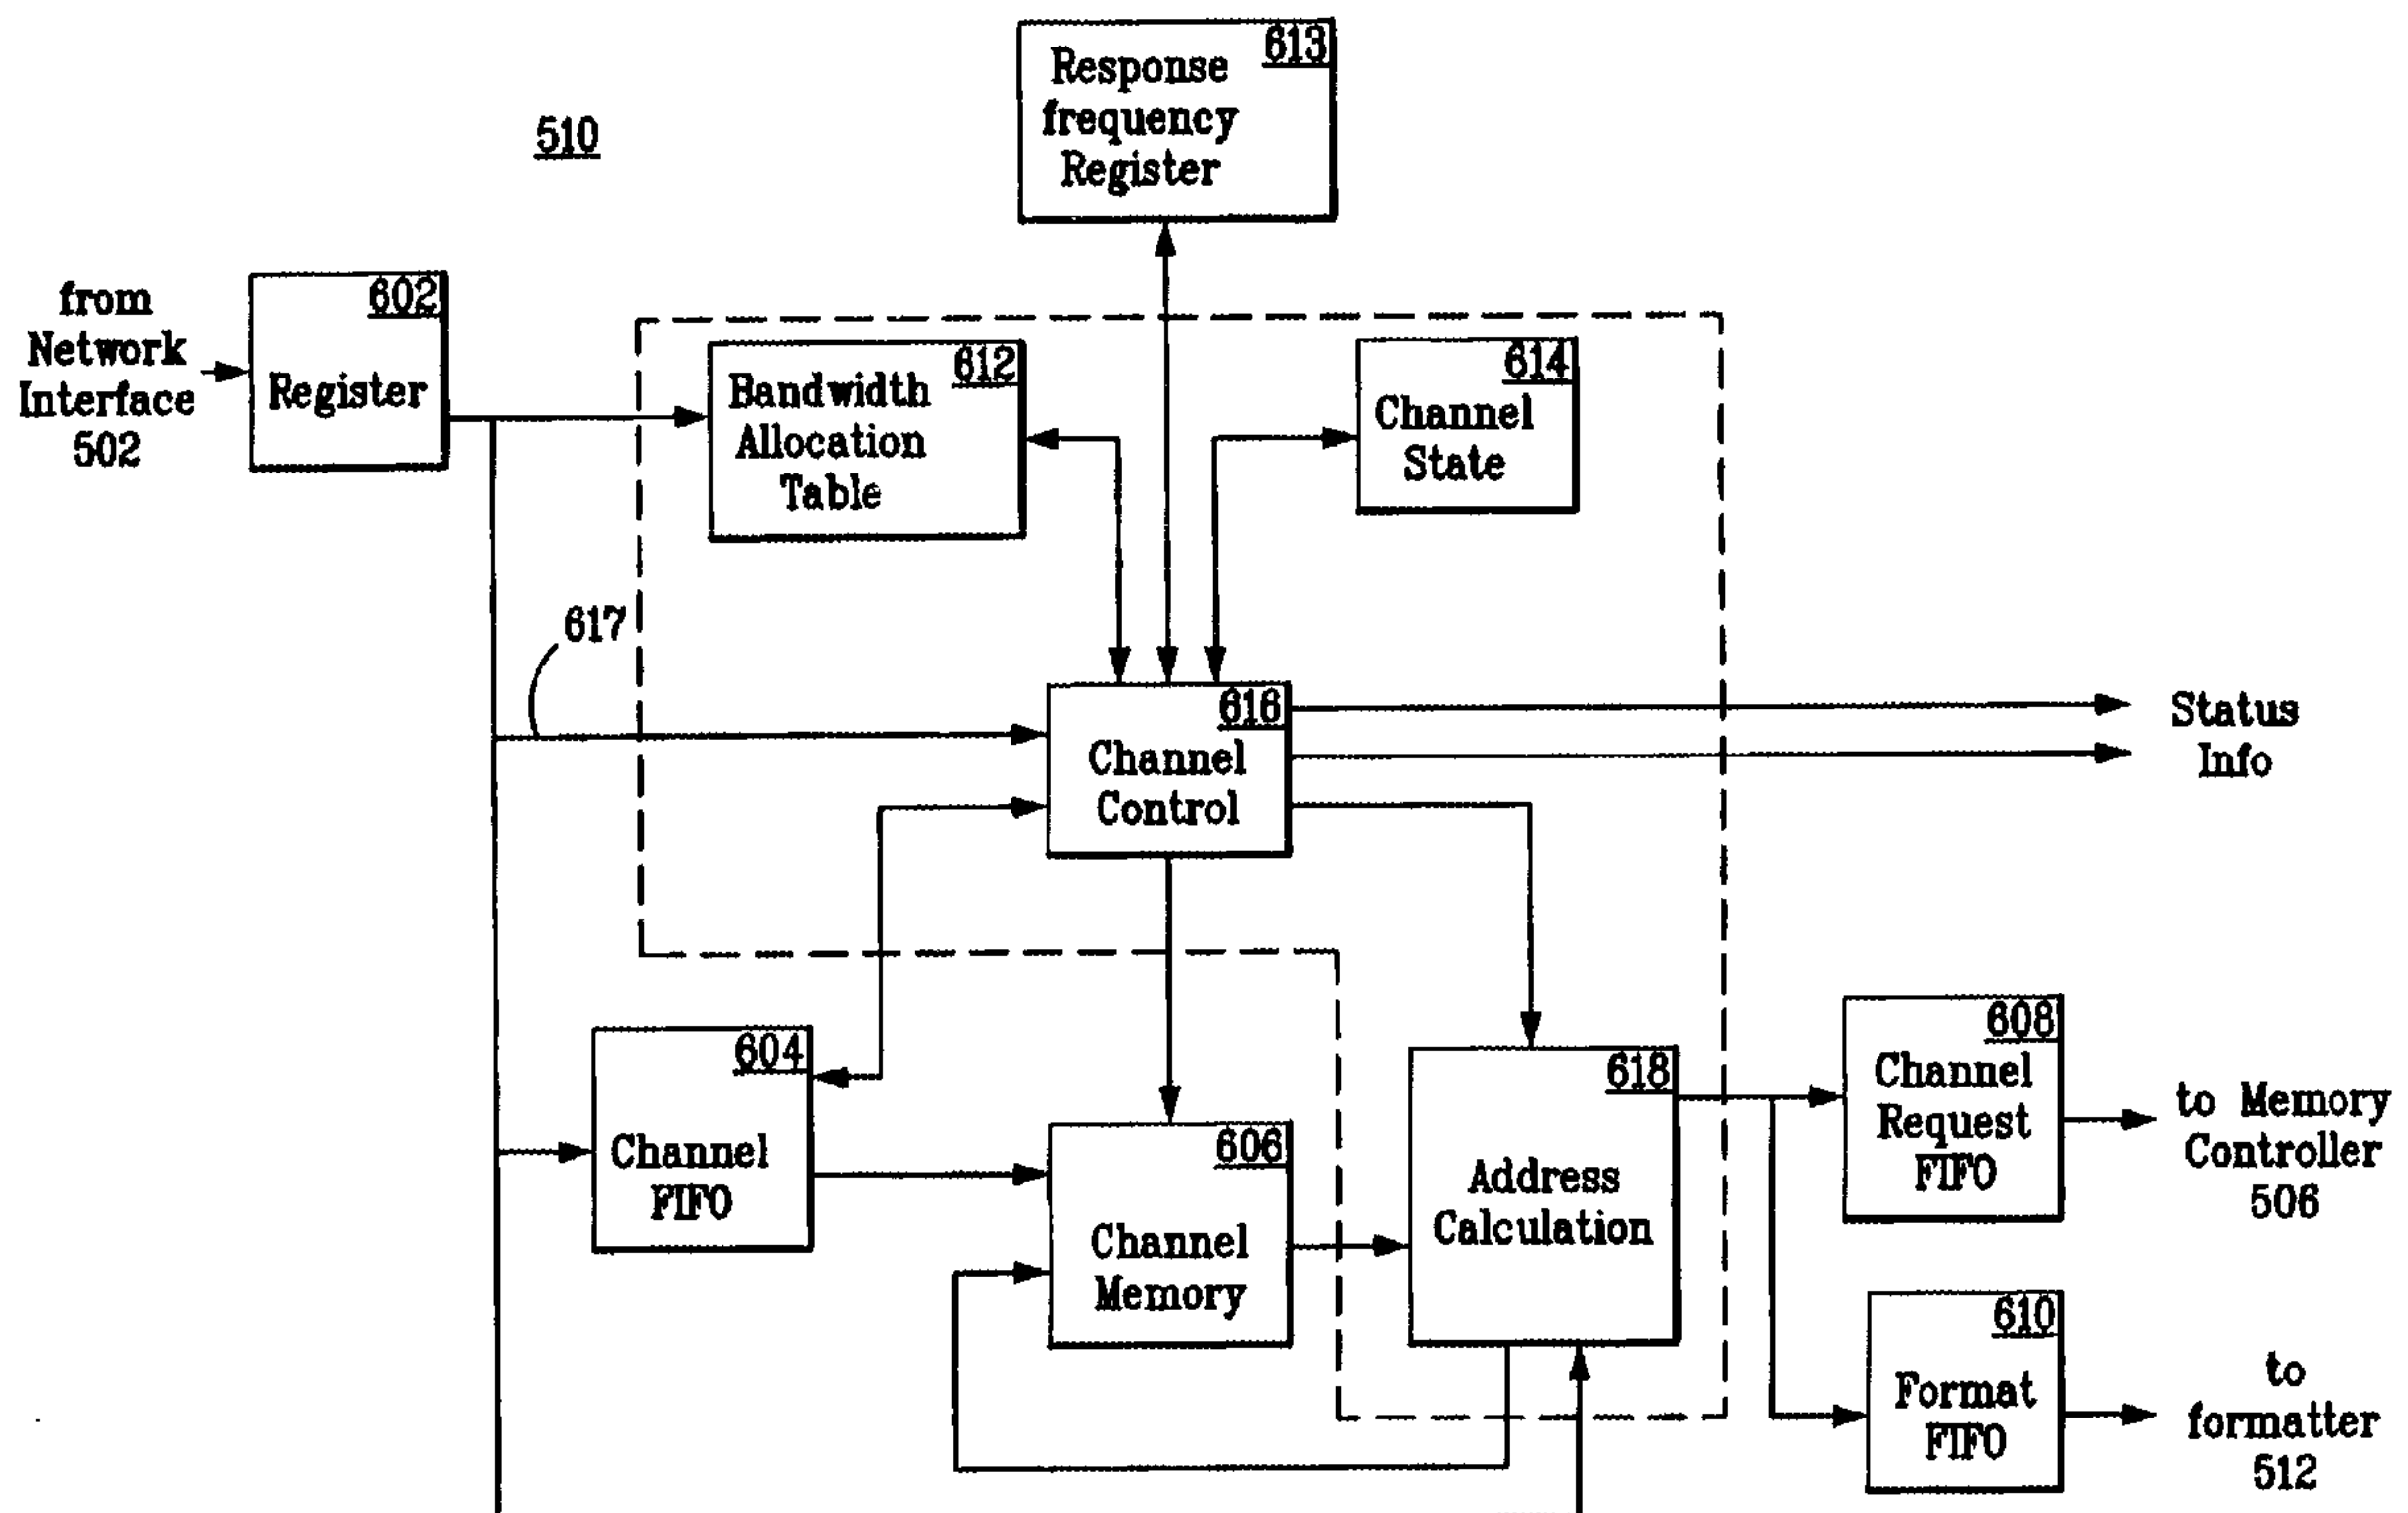 613
Response
frequency
Register
510
from
Network
Interface
502
602
Register
612
Bandwidth
Allocation
Table
614
Channel
State
617
616
Channel
Control
Status
Info
604
Channel
FIFO
606
Channel
Memory
618
Address
Calculation
608
Channel
Request
FIFO
to Memory
Controller
506
610
Format
FIFO
to
formatter
512